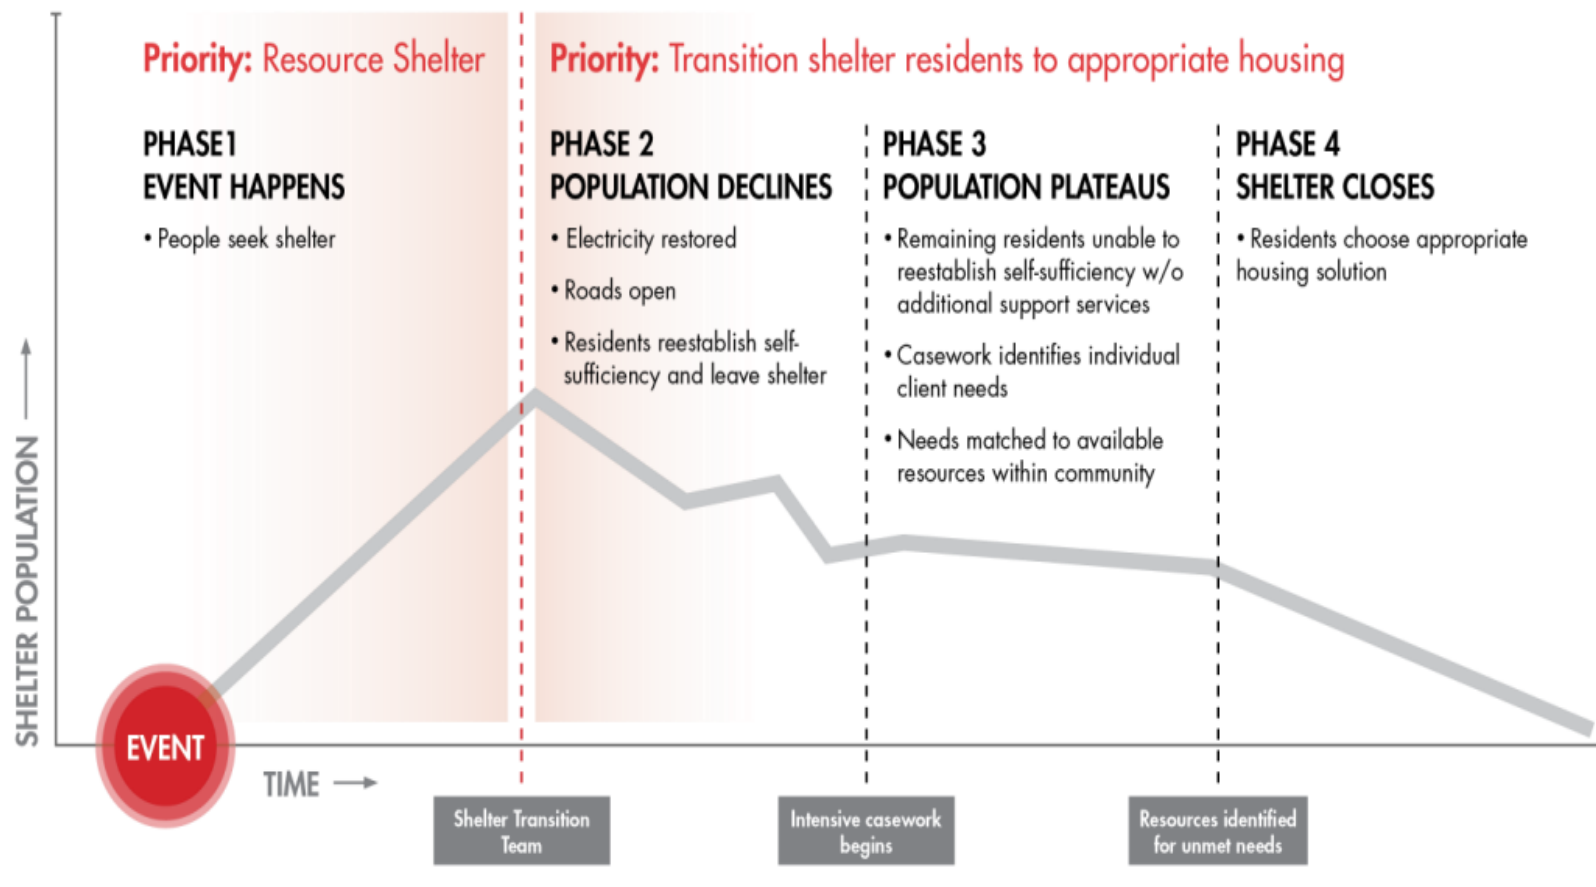 Priority: Resource Shelter
Priority: Transition shelter residents to appropriate housing
PHASE1
EVENT HAPPENS
• People seek shelter
PHASE 2
POPULATION DECLINES
• Electricity restored
• Roads open
• Residents reestablish self-
sufficiency and leave shelter
PHASE 3
POPULATION PLATEAUS
• Remaining residents unable to
reestablish self-sufficiency w/o
additional support services
• Casework identifies individual
client needs
• Needs matched to available
resources within community
PHASE 4
SHELTER CLOSES
• Residents choose appropriate
housing solution
SHELTER POPULATION
EVENT
TIME
Shelter Transition
Team
Intensive casework
begins
Resources identified
for unmet needs